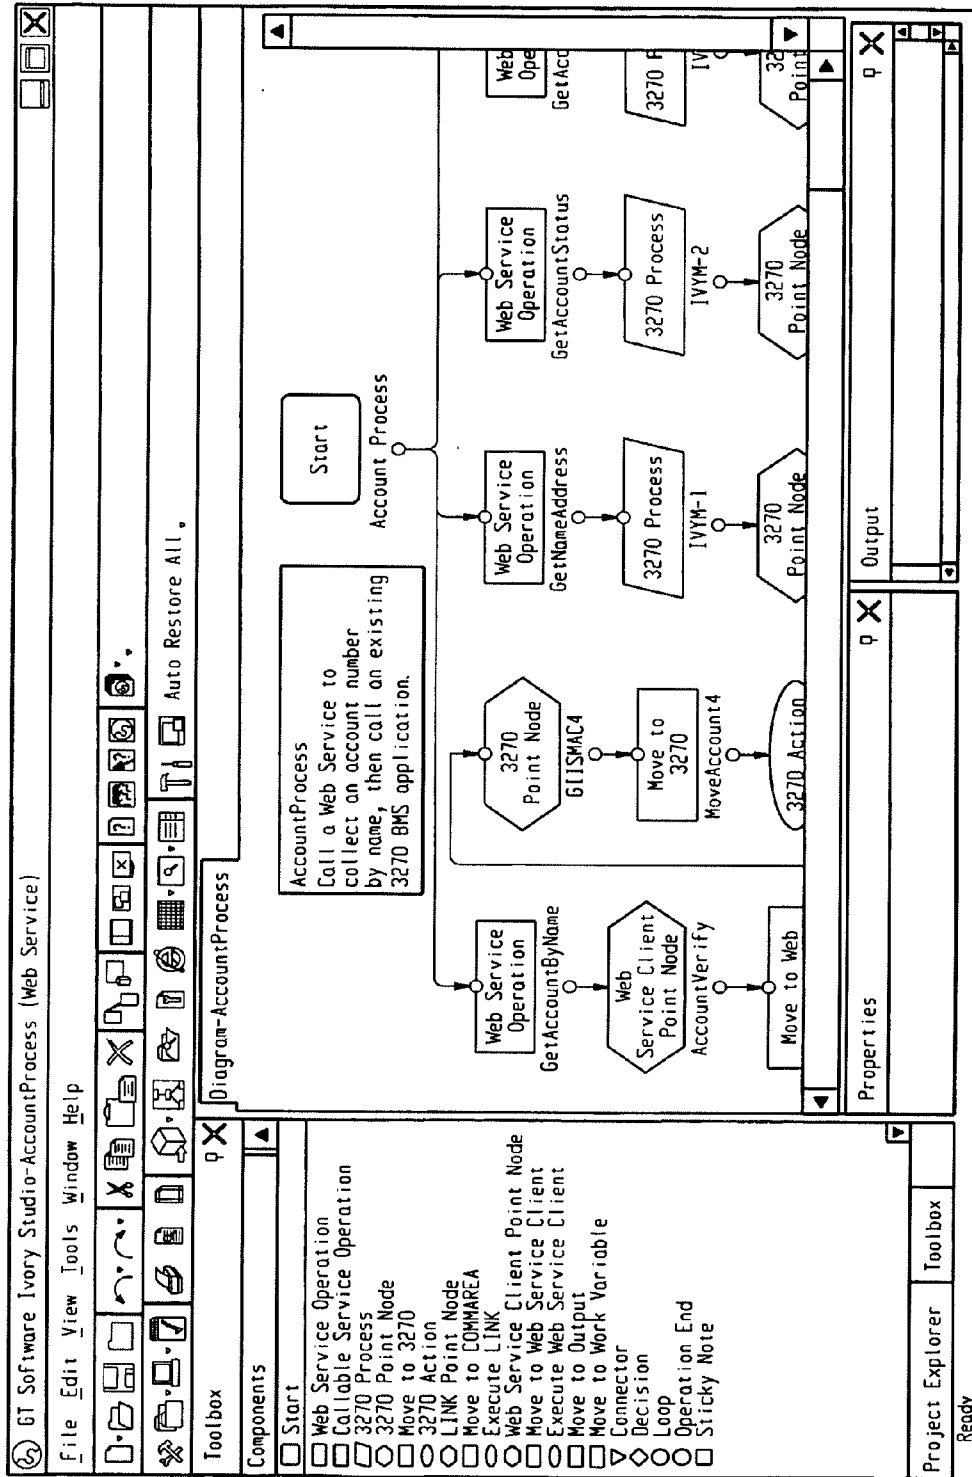 GT Software Ivory Studio-AccountProcess (Web Service)
File Edit View Tools Window Help
Auto Restore All
Toolbox
Components
Start
Web Service Operation
Callable Service Operation
3270 Process
3270 Point Node
Move to 3270
3270 Action
LINK Point Node
Move to COMMAREA
Execute LINK
Web Service Client Point Node
Move to Web Service Client
Execute Web Service Client
Move to Output
Move to Work Variable
Connector
Decision
Loop
Operation End
Sticky Note
Project Explorer
Toolbox
Ready
Diagram-AccountProcess
AccountProcess
Call a Web Service to
collect an account number
by name, then call an existing
3270 BMS application.
Start
Account Process
Web Service
Operation
GetAccountByName
Web
Service Client
Point Node
AccountVerify
Move to Web
3270
Point Node
GIISMAC4
Move to
3270
MoveAccount4
3270 Action
Web Service
Operation
GetNameAddress
3270 Process
IVYM-1
3270
Point Node
Web Service
Operation
GetAccountStatus
3270 Process
IVYM-2
3270
Point Node
Web
Ope
GetAcc
3270 P
IV
32
Point
Properties
Output